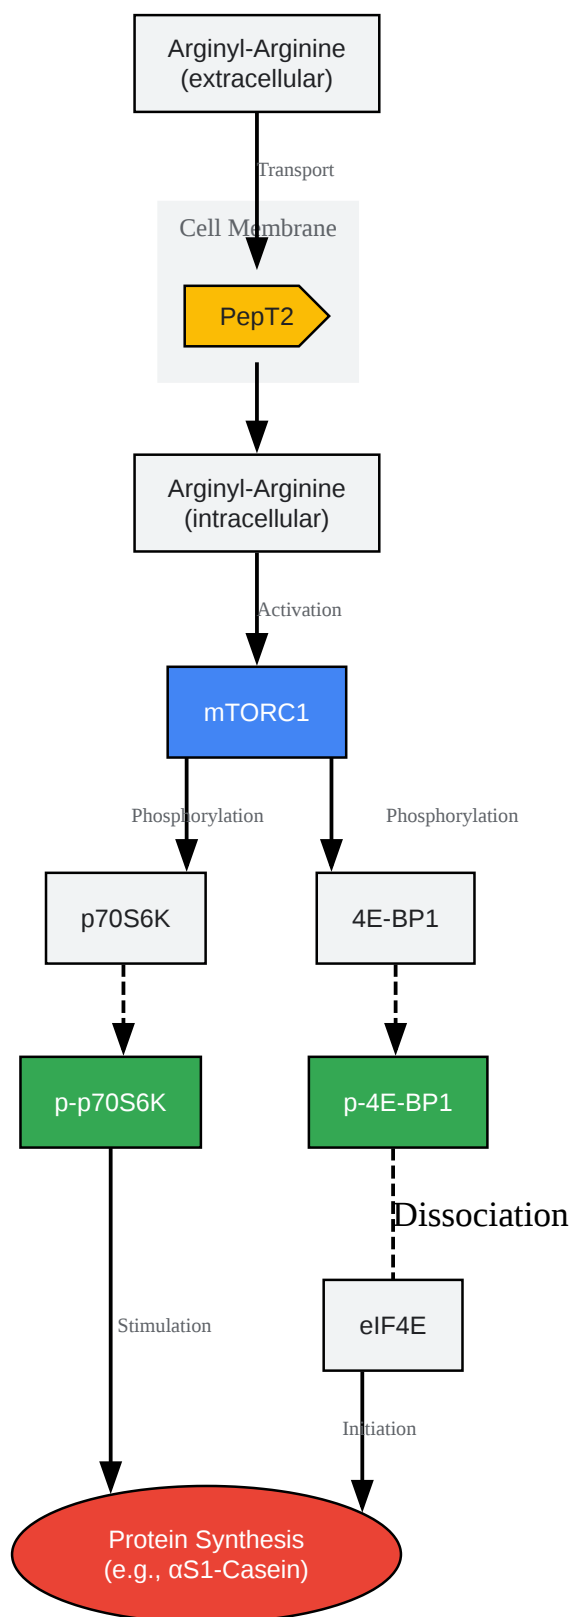 Arginyl-Arginine
(extracellular)
Transport
Cell Membrane
PepT2
Arginyl-Arginine
(intracellular)
Activation
mTORC1
Phosphorylation
Phosphorylation
p70S6K
4E-BP1
p-p70S6K
p-4E-BP1
Dissociation
eIF4E
Stimulation
Initiation
Protein Synthesis
(e.g., αS1-Casein)